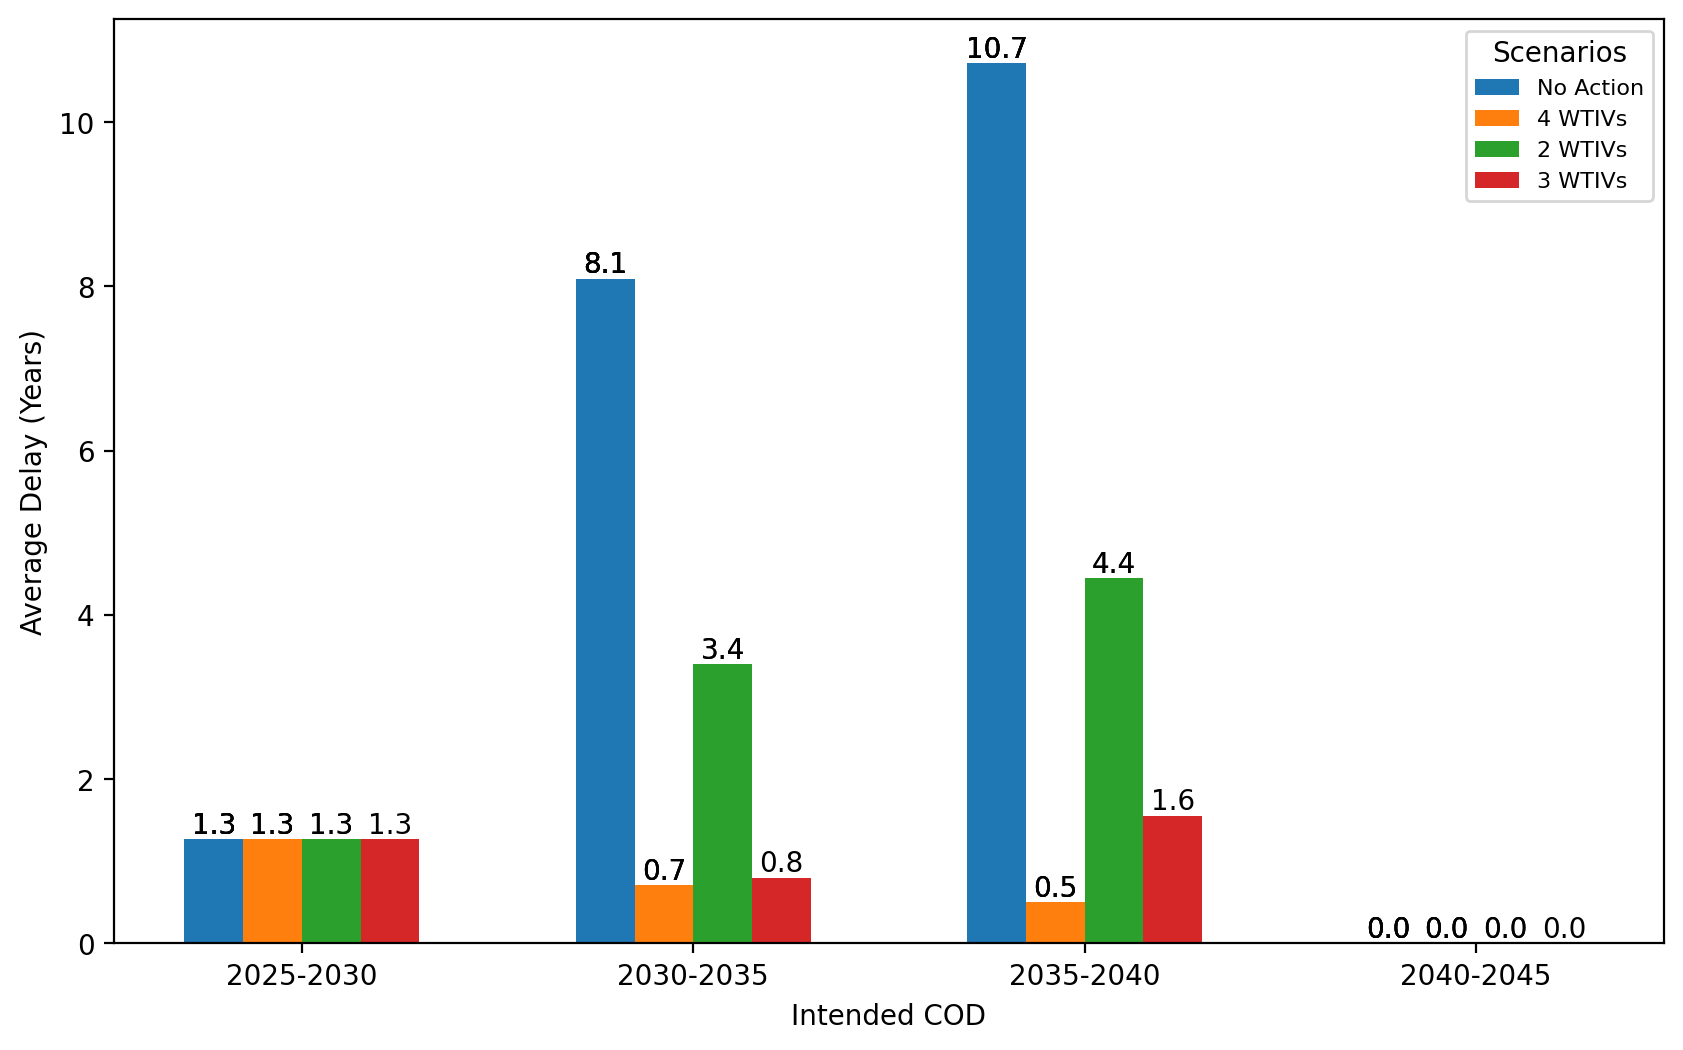 Scenarios
No Action
4 WTIVs
2 WTIVs
3 WTIVs
Average Delay (Years)
10
8
6
4
2
0
1.3 1.3 1.3 1.3
8.1 0.7 3.4 0.8
10.7 0.5 4.4 1.6
0.0 0.0 0.0 0.0
2025-2030 2030-2035 2035-2040 2040-2045
Intended COD